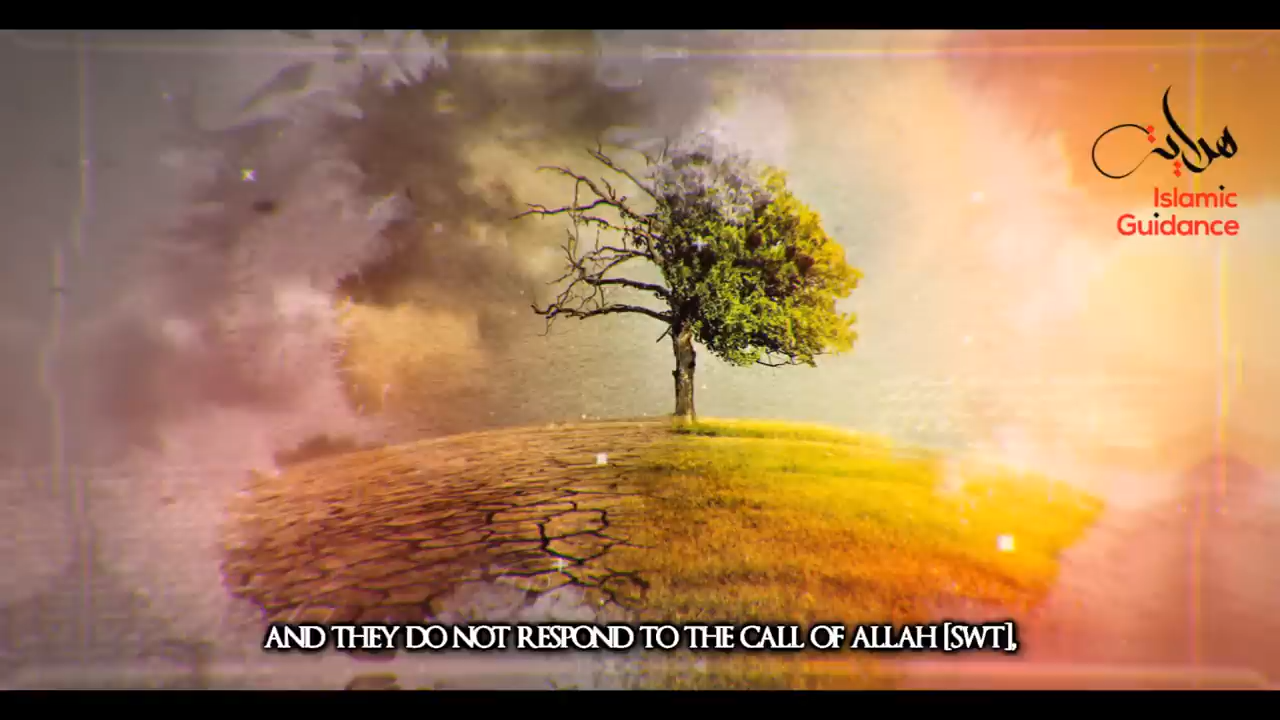 هداية
Islamic
Guidance
AND THEY DO NOT RESPOND TO THE CALL OF ALLAH [SWT],